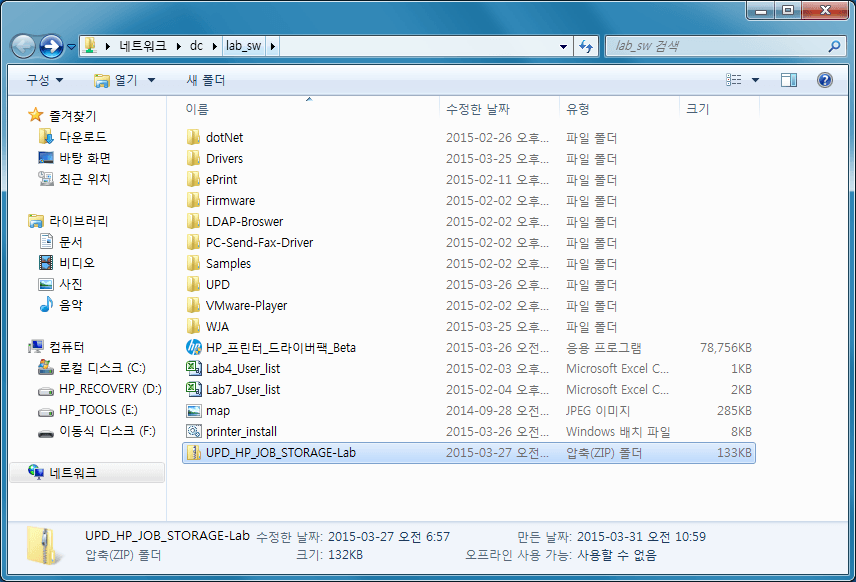 네트워크 dc lab_sw lab_sw 검색
구성 열기 새 폴더
이름 수정한 날짜 유형 크기
즐겨찾기
다운로드
바탕 화면
최근 위치
라이브러리
문서
비디오
사진
음악
컴퓨터
로컬 디스크 (C:)
HP_RECOVERY (D:)
HP_TOOLS (E:)
이동식 디스크 (F:)
네트워크
dotNet 2015-02-26 오후... 파일 폴더
Drivers 2015-03-25 오후... 파일 폴더
ePrint 2015-02-11 오후... 파일 폴더
Firmware 2015-02-02 오후... 파일 폴더
LDAP-Broswer 2015-02-02 오후... 파일 폴더
PC-Send-Fax-Driver 2015-02-02 오후... 파일 폴더
Samples 2015-02-02 오후... 파일 폴더
UPD 2015-03-26 오후... 파일 폴더
VMware-Player 2015-02-02 오후... 파일 폴더
WJA 2015-03-25 오후... 파일 폴더
HP_프린터_드라이버팩_Beta 2015-03-26 오전... 응용 프로그램 78,756KB
Lab4_User_list 2015-02-03 오후... Microsoft Excel C... 1KB
Lab7_User_list 2015-02-04 오후... Microsoft Excel C... 2KB
map 2014-09-28 오전... JPEG 이미지 285KB
printer_install 2015-03-26 오전... Windows 배치 파일 8KB
UPD_HP_JOB_STORAGE-Lab 2015-03-27 오전... 압축(ZIP) 폴더 133KB
UPD_HP_JOB_STORAGE-Lab 수정한 날짜: 2015-03-27 오전 6:57 만든 날짜: 2015-03-31 오전 10:59
압축(ZIP) 폴더 크기: 132KB 오프라인 사용 가능: 사용할 수 없음